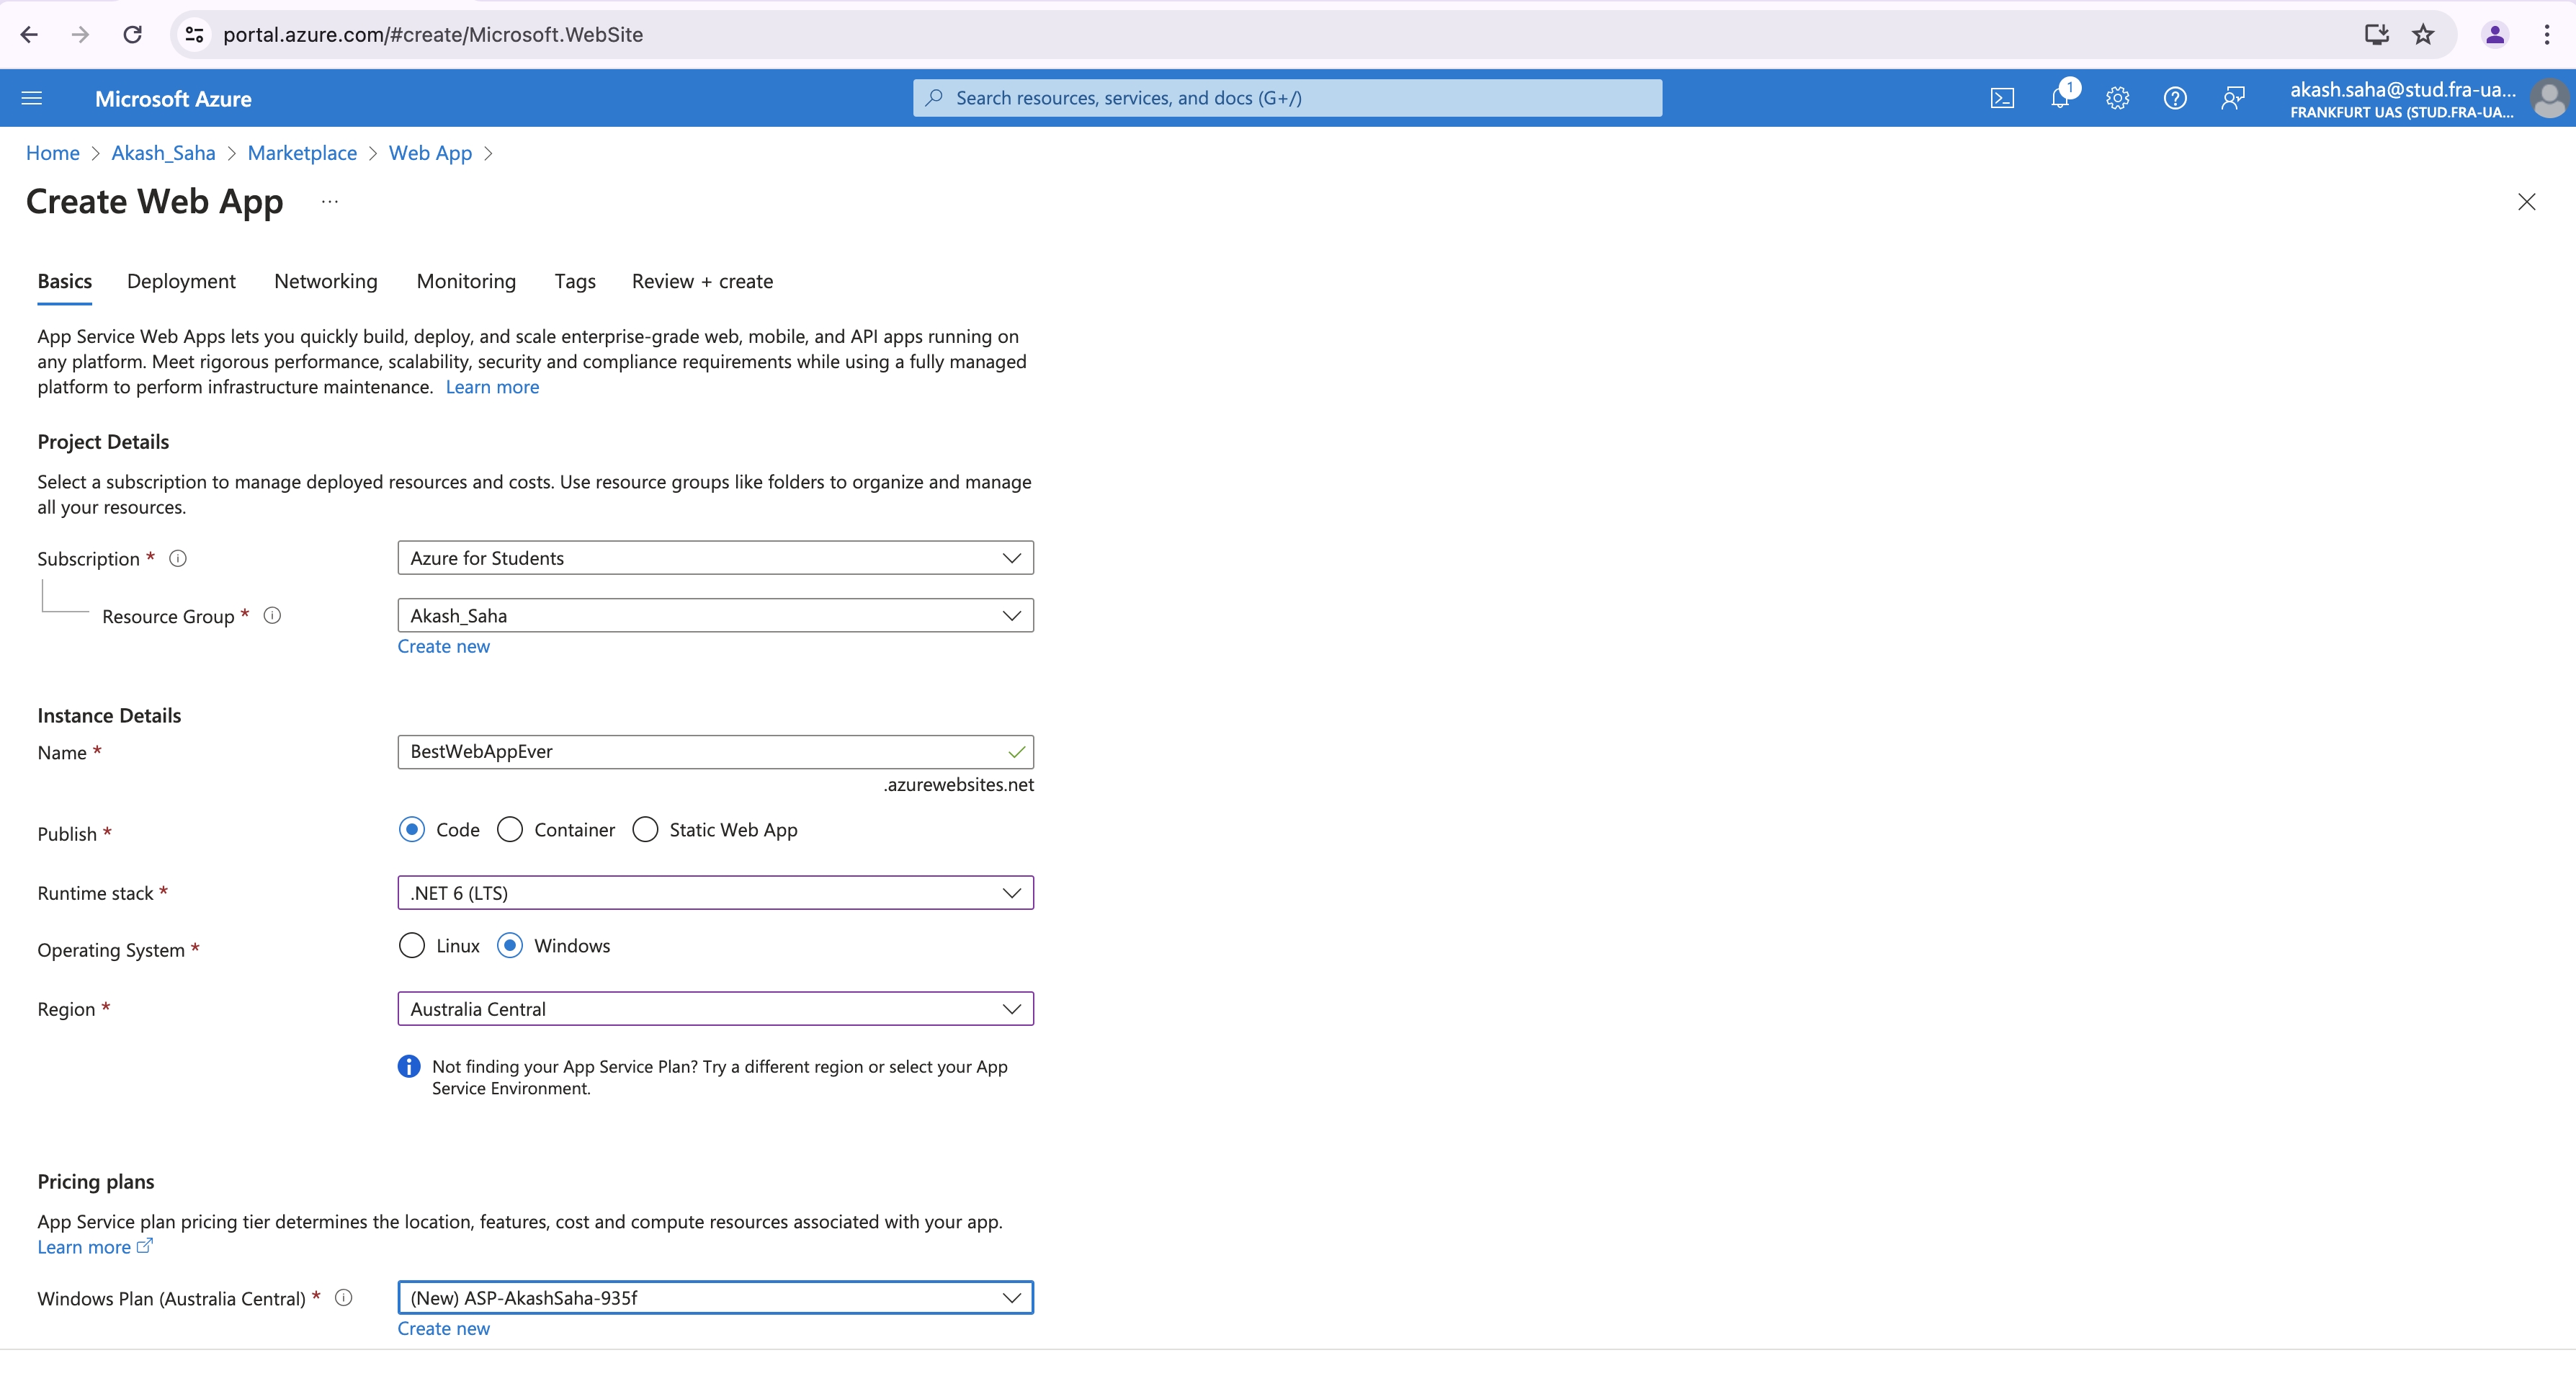 portal.azure.com/#create/Microsoft.WebSite
Microsoft Azure
Search resources, services, and docs (G+/)
1
akash.saha@stud.fra-ua...
FRANKFURT UAS (STUD.FRA-UA...
Home > Akash_Saha > Marketplace > Web App >
Create Web App ...
Basics Deployment Networking Monitoring Tags Review + create
App Service Web Apps lets you quickly build, deploy, and scale enterprise-grade web, mobile, and API apps running on
any platform. Meet rigorous performance, scalability, security and compliance requirements while using a fully managed
platform to perform infrastructure maintenance. Learn more
Project Details
Select a subscription to manage deployed resources and costs. Use resource groups like folders to organize and manage
all your resources.
Subscription * Azure for Students
Resource Group * Akash_Saha
Create new
Instance Details
Name * BestWebAppEver
.azurewebsites.net
Publish * Code Container Static Web App
Runtime stack * .NET 6 (LTS)
Operating System * Linux Windows
Region * Australia Central
Not finding your App Service Plan? Try a different region or select your App
Service Environment.
Pricing plans
App Service plan pricing tier determines the location, features, cost and compute resources associated with your app.
Learn more
Windows Plan (Australia Central) * (New) ASP-AkashSaha-935f
Create new